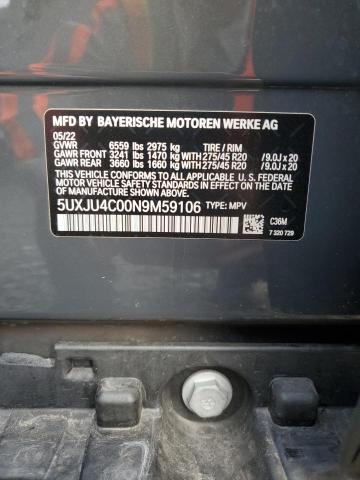 MFD BY BAYERISCHE MOTOREN WERKE AG
05/22
GVWR 6559 lbs 2975 kg TIRE / RIM
GAWR FRONT 3241 lbs 1470 kg 275/45 R20 / 9.0J x 20
GAWR REAR 3660 lbs 1660 kg 275/45 R20 / 9.0J x 20
THIS VEHICLE CONFORMS TO ALL APPLICABLE U.S. FEDERAL
MOTOR VEHICLE SAFETY STANDARDS IN EFFECT ON THE
DATE OF MANUFACTURE SHOWN ABOVE.
5UXJU4C00N9M59106 TYPE: MPV
C36M
7 320 729